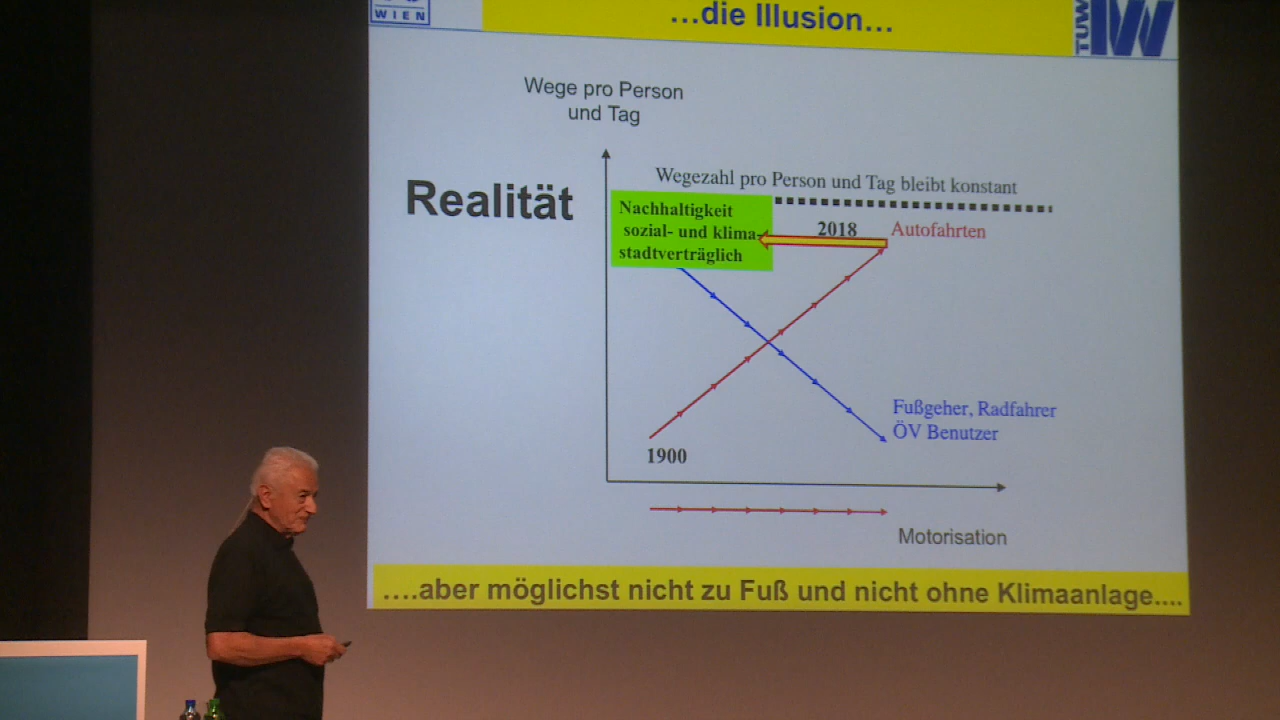 WIEN
...die Illusion...
TUW
IVV
Wege pro Person
und Tag
Realität
Wegezahl pro Person und Tag bleibt konstant
Nachhaltigkeit
sozial- und klima-
stadtverträglich
2018
Autofahrten
Fußgeher, Radfahrer
ÖV Benutzer
1900
Motorisation
....aber möglichst nicht zu Fuß und nicht ohne Klimaanlage....